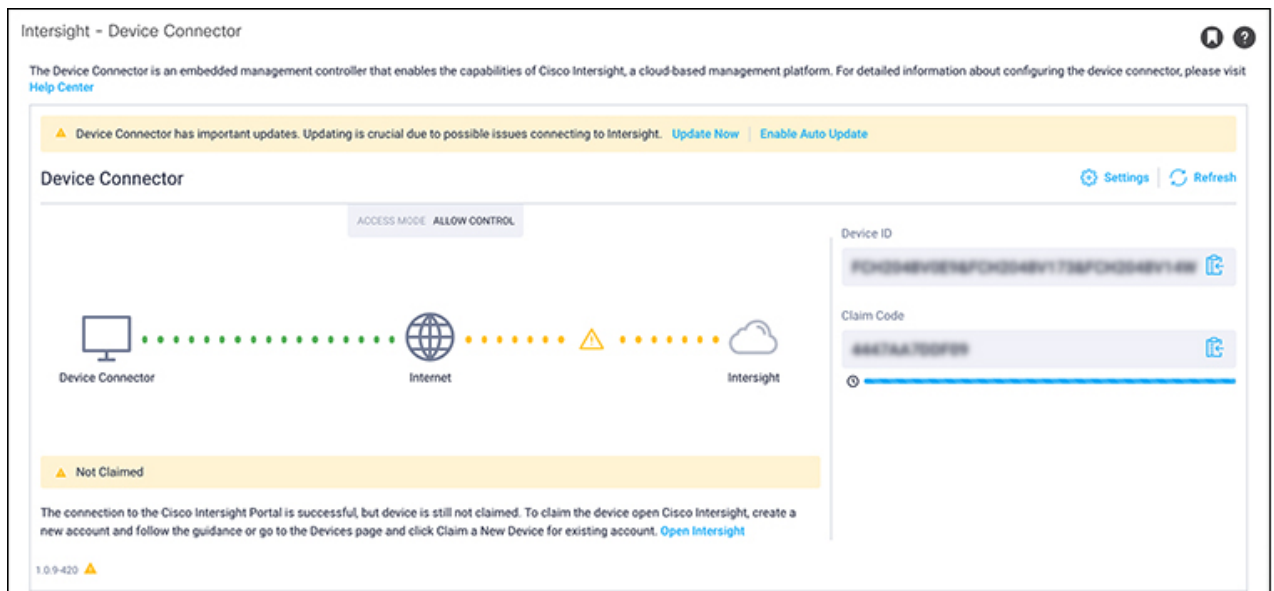 Intersight - Device Connector
The Device Connector is an embedded management controller that enables the capabilities of Cisco Intersight, a cloud-based management platform. For detailed information about configuring the device connector, please visit
Help Center
Device Connector has important updates. Updating is crucial due to possible issues connecting to Intersight. Update Now | Enable Auto Update
Device Connector
Settings | Refresh
ACCESS MODE ALLOW CONTROL
Device ID
Claim Code
Device Connector
Internet
Intersight
Not Claimed
The connection to the Cisco Intersight Portal is successful, but device is still not claimed. To claim the device open Cisco Intersight, create a
new account and follow the guidance or go to the Devices page and click Claim a New Device for existing account. Open Intersight
1.0.9-420